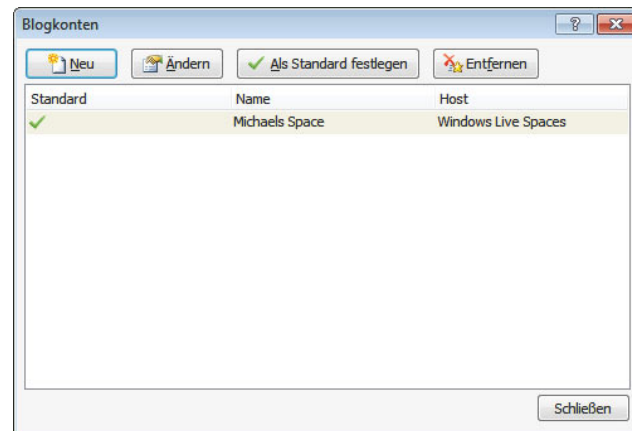 Blogkonten
Neu Ändern Als Standard festlegen Entfernen
Standard Name Host
Michaels Space Windows Live Spaces
Schließen